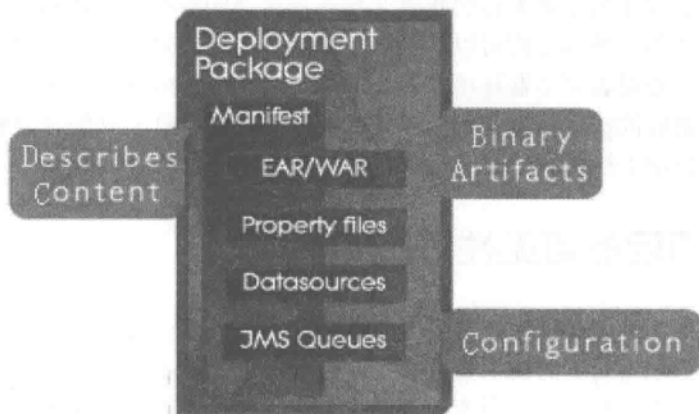 Deployment
Package
Manifest
Describes
Content
EAR/WAR
Binary
Artifacts
Property files
Datasources
JMS Queues
Configuration